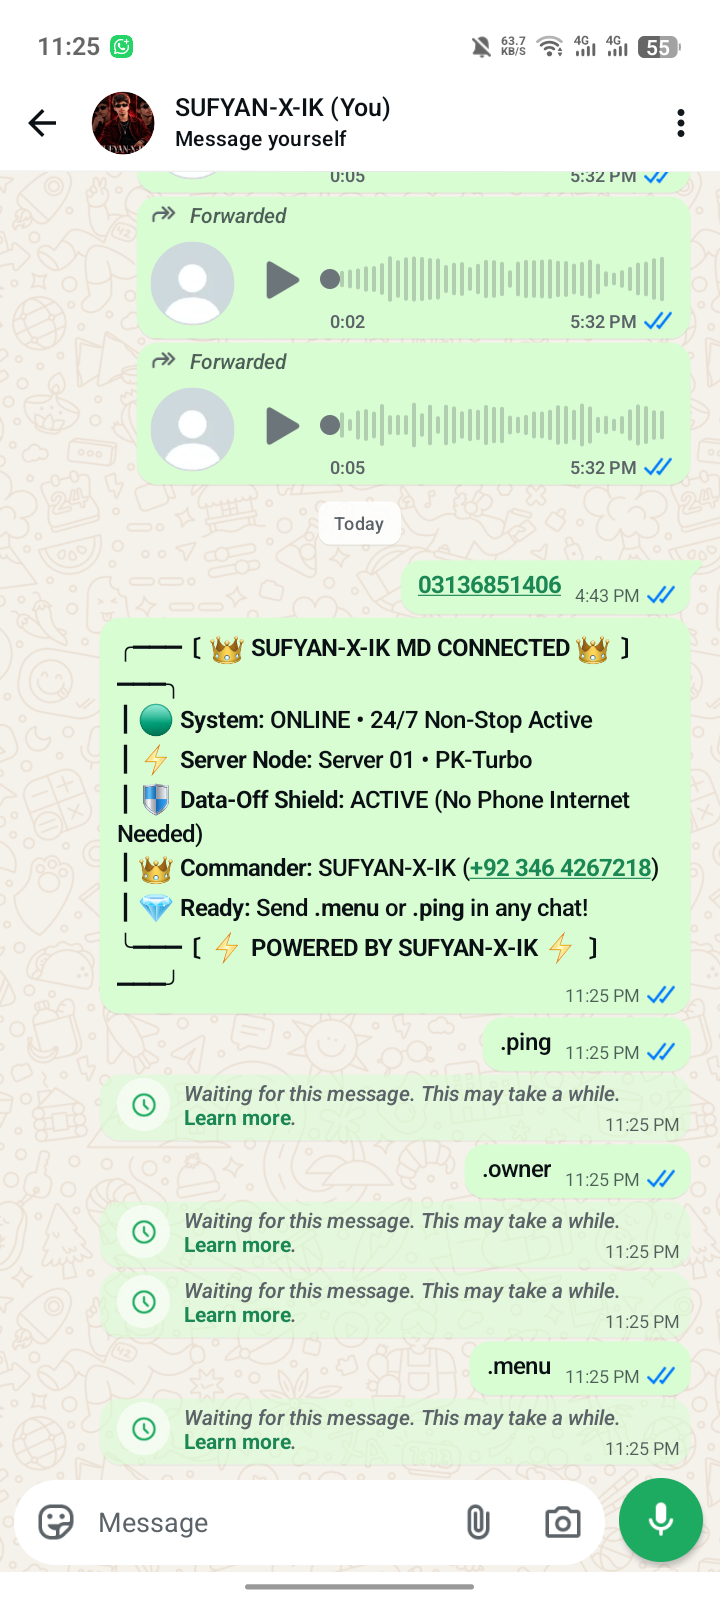 11:25 63.7 KB/S 4G 4G 55
SUFYAN-X-IK (You)
Message yourself
0:05 5:32 PM
Forwarded
0:02 5:32 PM
Forwarded
0:05 5:32 PM
Today
03136851406 4:43 PM
╭─── [ 👑 SUFYAN-X-IK MD CONNECTED 👑 ]
───╮
┃ 🟢 System: ONLINE • 24/7 Non-Stop Active
┃ ⚡ Server Node: Server 01 • PK-Turbo
┃ 🛡️ Data-Off Shield: ACTIVE (No Phone Internet
Needed)
┃ 👑 Commander: SUFYAN-X-IK (+92 346 4267218)
┃ 💎 Ready: Send .menu or .ping in any chat!
╰─── [ ⚡ POWERED BY SUFYAN-X-IK ⚡ ]
───╯
11:25 PM
.ping 11:25 PM
Waiting for this message. This may take a while.
Learn more.
11:25 PM
.owner 11:25 PM
Waiting for this message. This may take a while.
Learn more.
11:25 PM
Waiting for this message. This may take a while.
Learn more.
11:25 PM
.menu 11:25 PM
Waiting for this message. This may take a while.
Learn more.
11:25 PM
Message